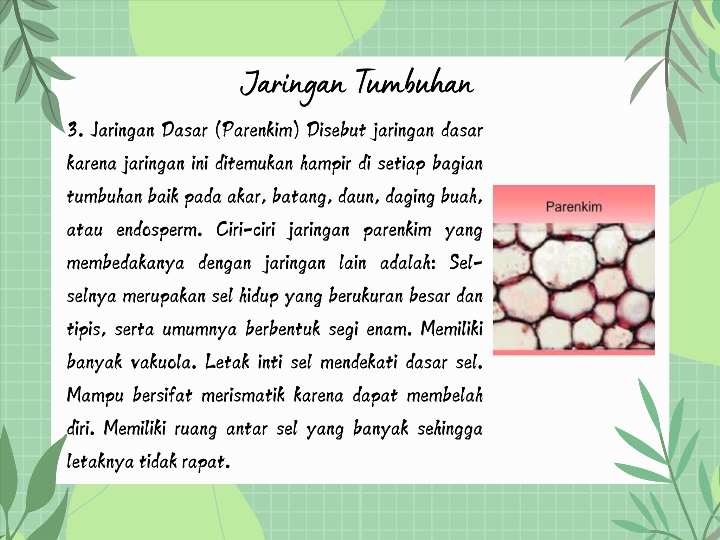 Jaringan Tumbuhan
3. Jaringan Dasar (Parenkim) Disebut jaringan dasar
karena jaringan ini ditemukan hampir di setiap bagian
tumbuhan baik pada akar, batang, daun, daging buah,
atau endosperm. Ciri-ciri jaringan parenkim yang
membedakanya dengan jaringan lain adalah: Sel-
selnya merupakan sel hidup yang berukuran besar dan
tipis, serta umumnya berbentuk segi enam. Memiliki
banyak vakuola. Letak inti sel mendekati dasar sel.
Mampu bersifat merismatik karena dapat membelah
diri. Memiliki ruang antar sel yang banyak sehingga
letaknya tidak rapat.
Parenkim